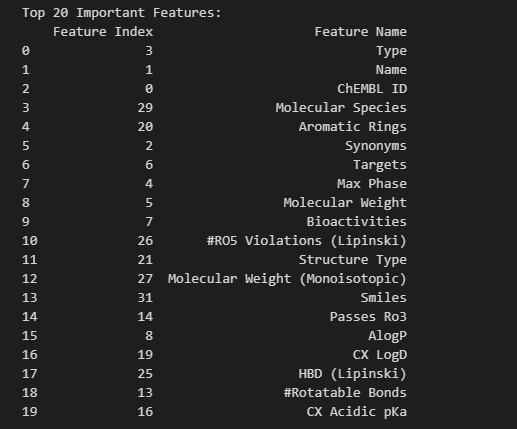 Top 20 Important Features:
Feature Index Feature Name
0 3 Type
1 1 Name
2 0 ChEMBL ID
3 29 Molecular Species
4 20 Aromatic Rings
5 2 Synonyms
6 6 Targets
7 4 Max Phase
8 5 Molecular Weight
9 7 Bioactivities
10 26 #RO5 Violations (Lipinski)
11 21 Structure Type
12 27 Molecular Weight (Monoisotopic)
13 31 Smiles
14 14 Passes Ro3
15 8 AlogP
16 19 CX LogD
17 25 HBD (Lipinski)
18 13 #Rotatable Bonds
19 16 CX Acidic pKa